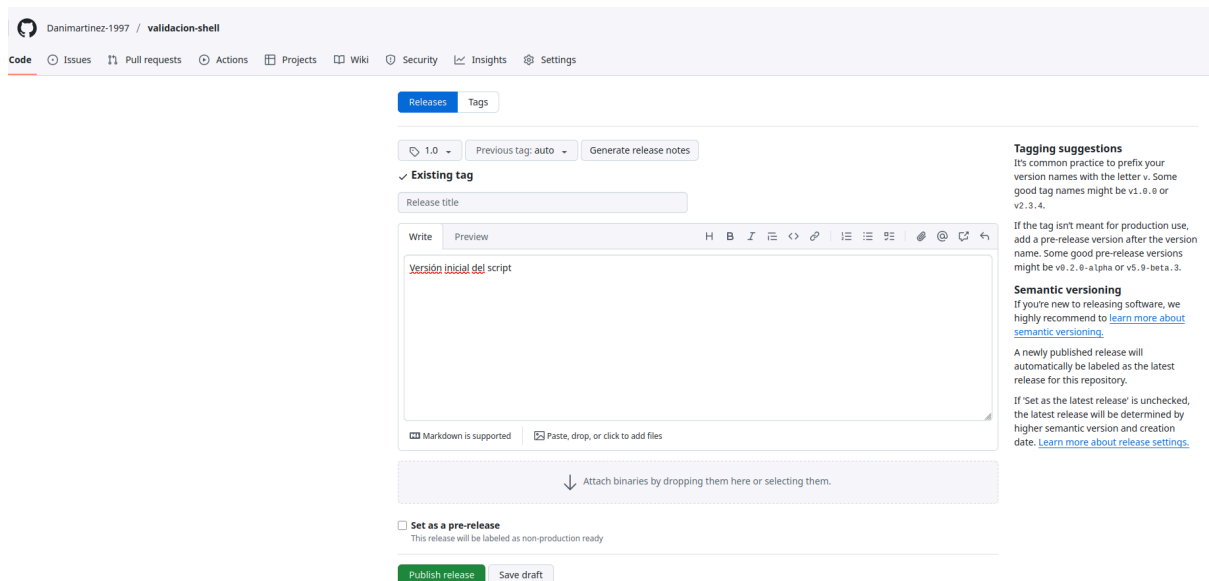 Danimartinez-1997 / validacion-shell
Code Issues Pull requests Actions Projects Wiki Security Insights Settings
Releases Tags
1.0 Previous tag: auto Generate release notes
Existing tag
Release title
Write Preview
Versión inicial del script
Markdown is supported Paste, drop, or click to add files
Attach binaries by dropping them here or selecting them.
Set as a pre-release
This release will be labeled as non-production ready
Publish release Save draft
Tagging suggestions
It's common practice to prefix your
version names with the letter v. Some
good tag names might be v1.0.0 or
v2.3.4.
If the tag isn't meant for production use,
add a pre-release version after the version
name. Some good pre-release versions
might be v0.2.0-alpha or v5.9-beta.3.
Semantic versioning
If you're new to releasing software, we
highly recommend to learn more about
semantic versioning.
A newly published release will
automatically be labeled as the latest
release for this repository.
If 'Set as the latest release' is unchecked,
the latest release will be determined by
higher semantic version and creation
date. Learn more about release settings.